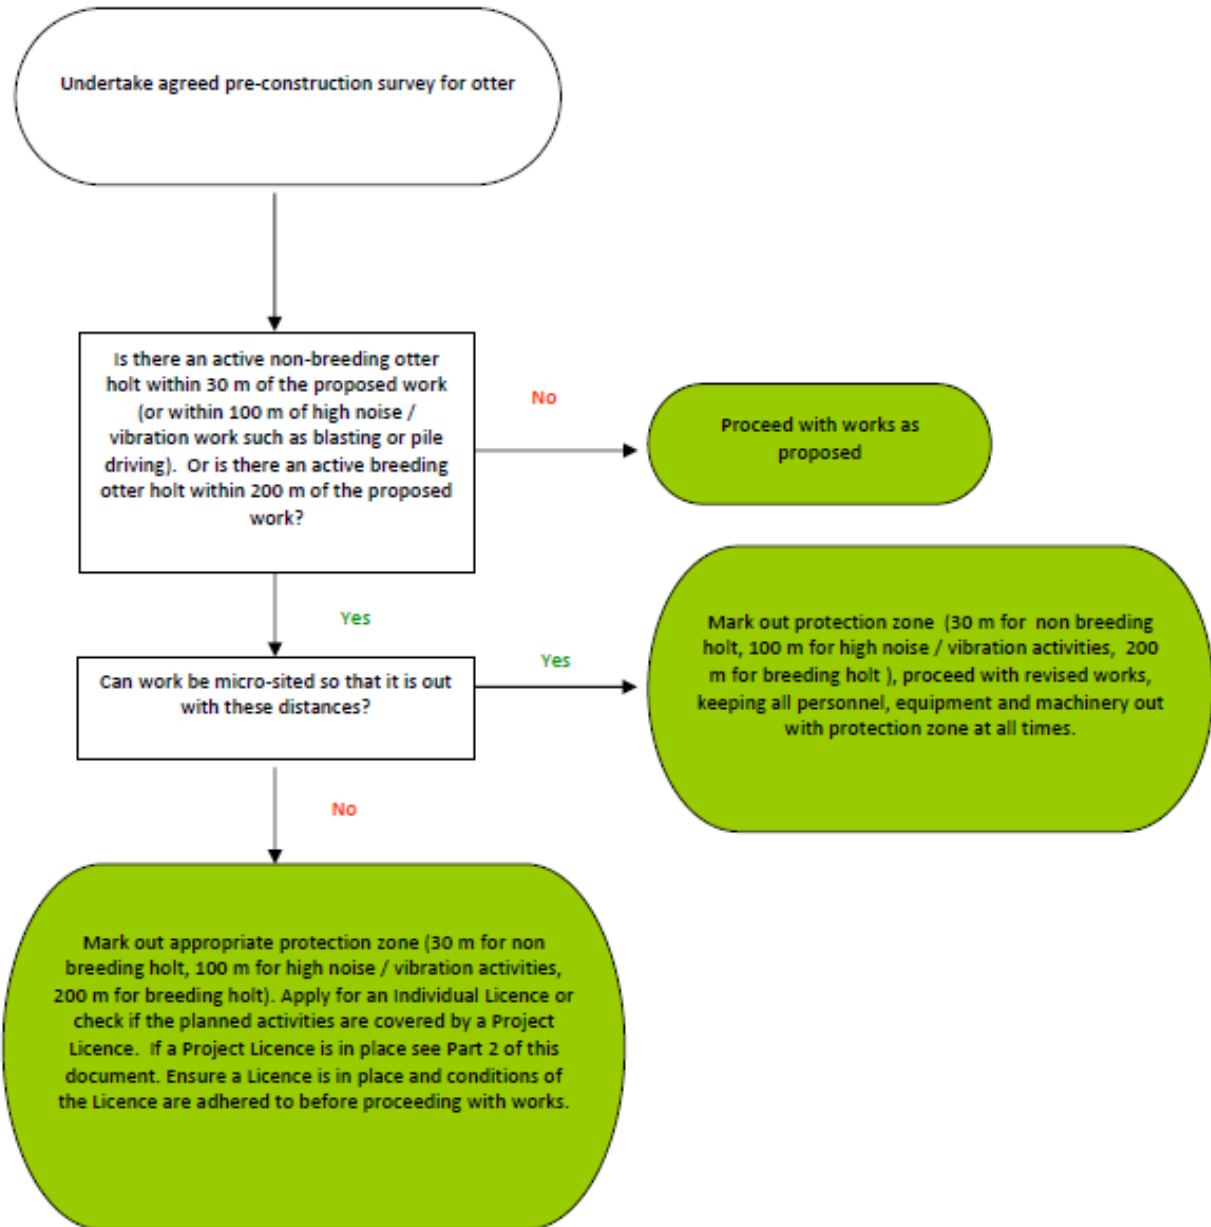 Undertake agreed pre-construction survey for otter
Is there an active non-breeding otter
holt within 30 m of the proposed work
(or within 100 m of high noise /
vibration work such as blasting or pile
driving).  Or is there an active breeding
otter holt within 200 m of the proposed
work?
No
Proceed with works as
proposed
Yes
Can work be micro-sited so that it is out
with these distances?
Yes
Mark out protection zone  (30 m for  non breeding
holt, 100 m for high noise / vibration activities,  200
m for breeding holt ), proceed with revised works,
keeping all personnel, equipment and machinery out
with protection zone at all times.
No
Mark out appropriate protection zone (30 m for non
breeding holt, 100 m for high noise / vibration activities,
200 m for breeding holt). Apply for an Individual Licence or
check if the planned activities are covered by a Project
Licence.  If a Project Licence is in place see Part 2 of this
document. Ensure a Licence is in place and conditions of
the Licence are adhered to before proceeding with works.